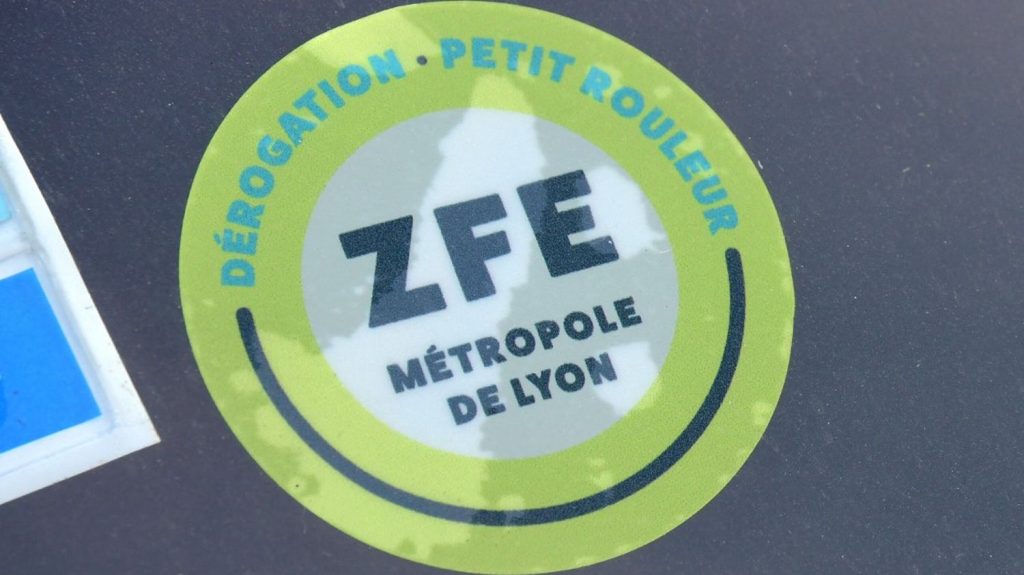 DÉROGATION · PETIT ROULEUR
ZFE
MÉTROPOLE
DE LYON